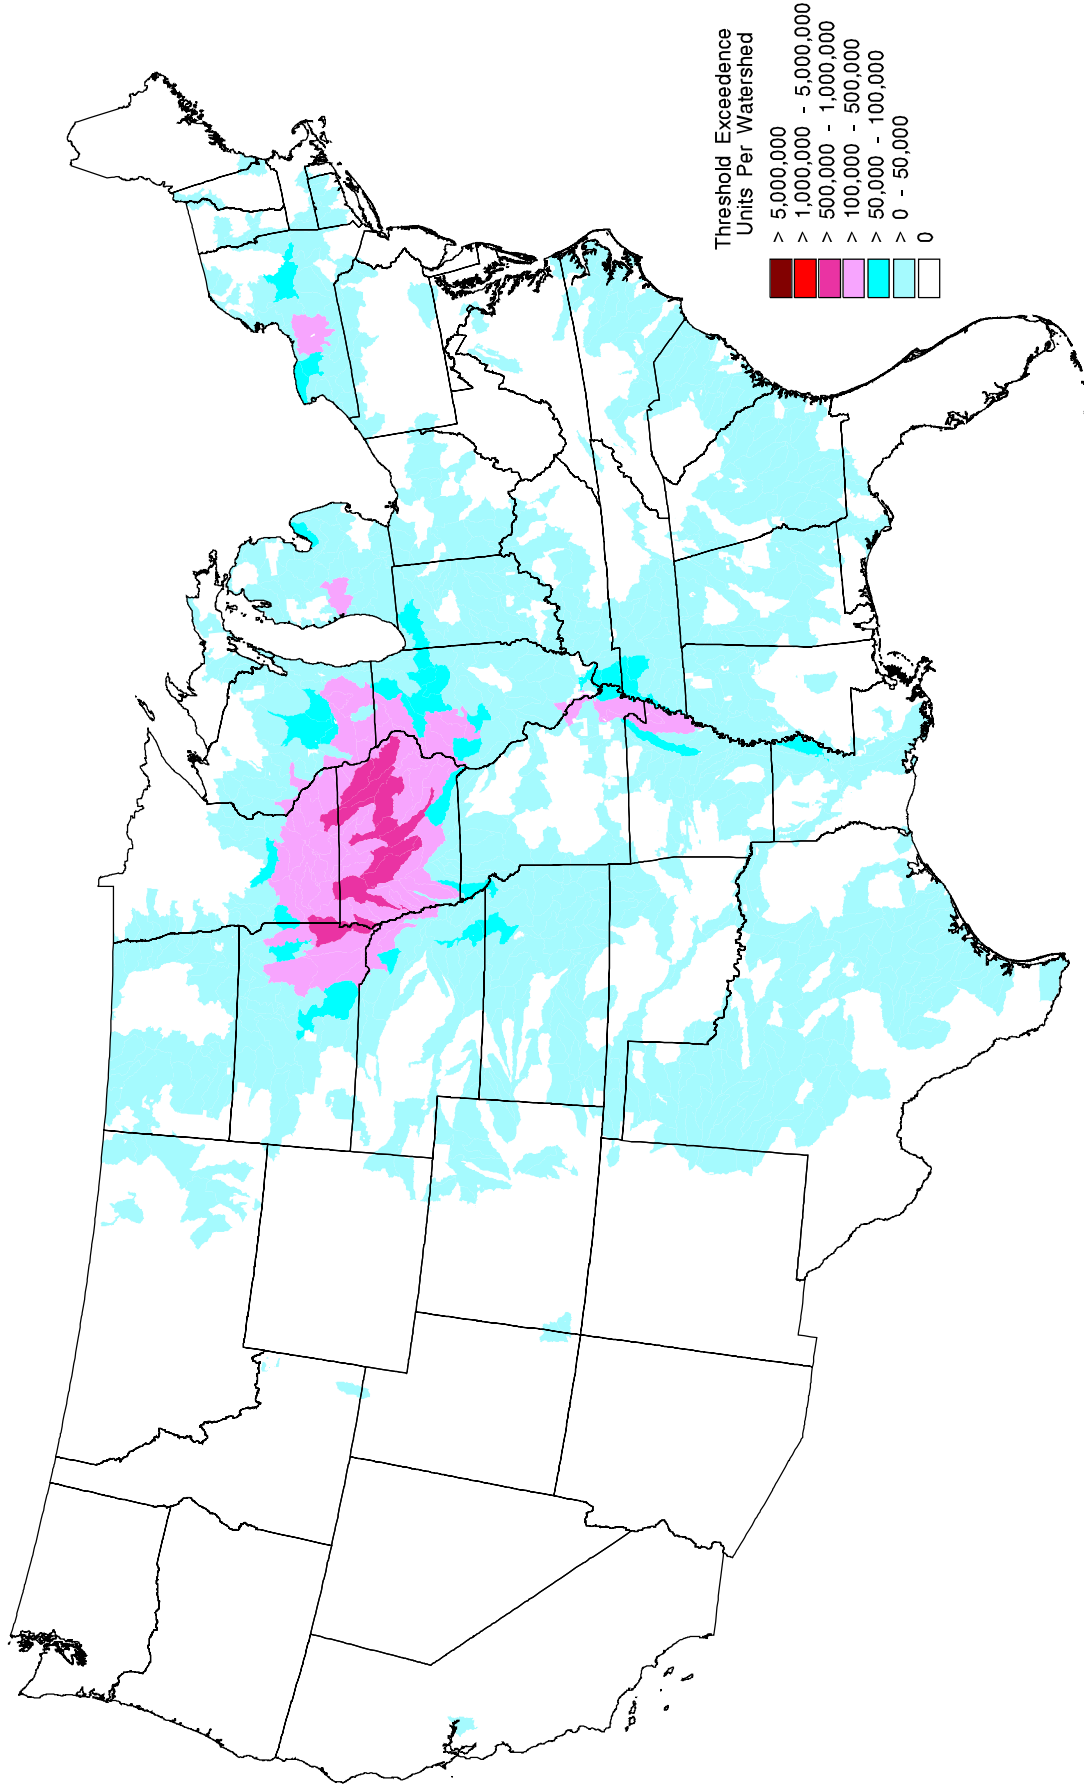 Threshold Exceedence
Units Per Watershed
> 5,000,000
> 1,000,000 - 5,000,000
> 500,000 - 1,000,000
> 100,000 - 500,000
> 50,000 - 100,000
> 0 - 50,000
0